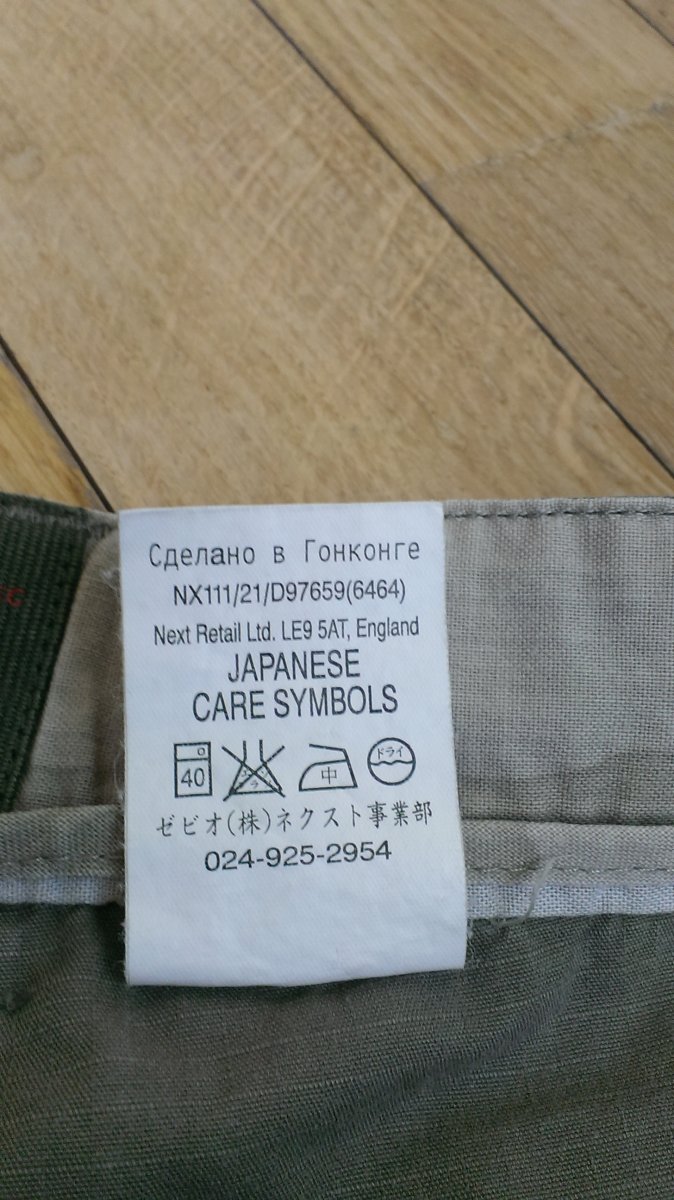 Сделано в Гонконге
NX111/21/D97659(6464)
Next Retail Ltd. LE9 5AT, England
JAPANESE
CARE SYMBOLS
40
中
ドライ
ゼビオ(株)ネクスト事業部
024-925-2954